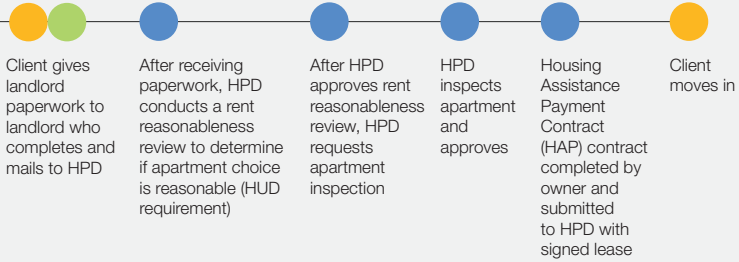 Client gives
landlord
paperwork to
landlord who
completes and
mails to HPD
After receiving
paperwork, HPD
conducts a rent
reasonableness
review to determine
if apartment choice
is reasonable (HUD
requirement)
After HPD
approves rent
reasonableness
review, HPD
requests
apartment
inspection
HPD
inspects
apartment
and
approves
Housing
Assistance
Payment
Contract
(HAP) contract
completed by
owner and
submitted
to HPD with
signed lease
Client
moves in